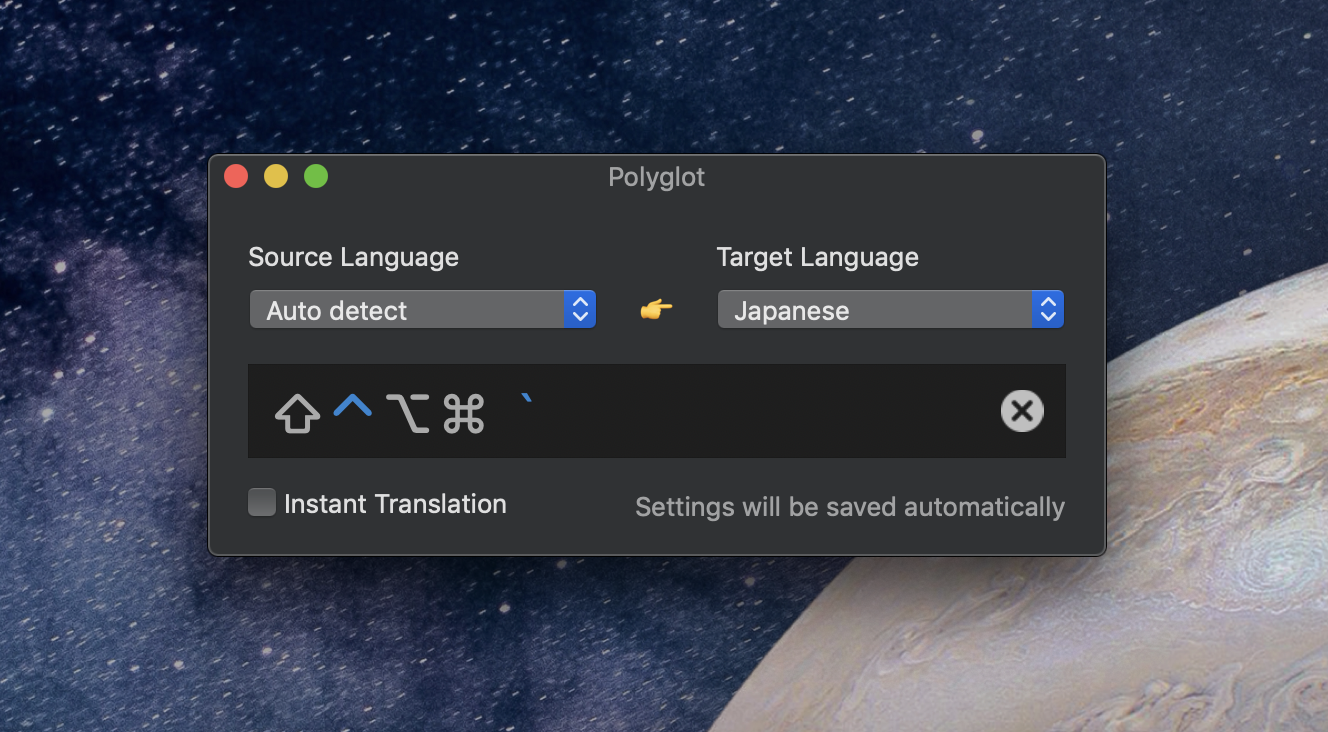 Polyglot
Source Language
Target Language
Auto detect
👉
Japanese
⇧ ⌃ ⌥ ⌘ `
Instant Translation
Settings will be saved automatically